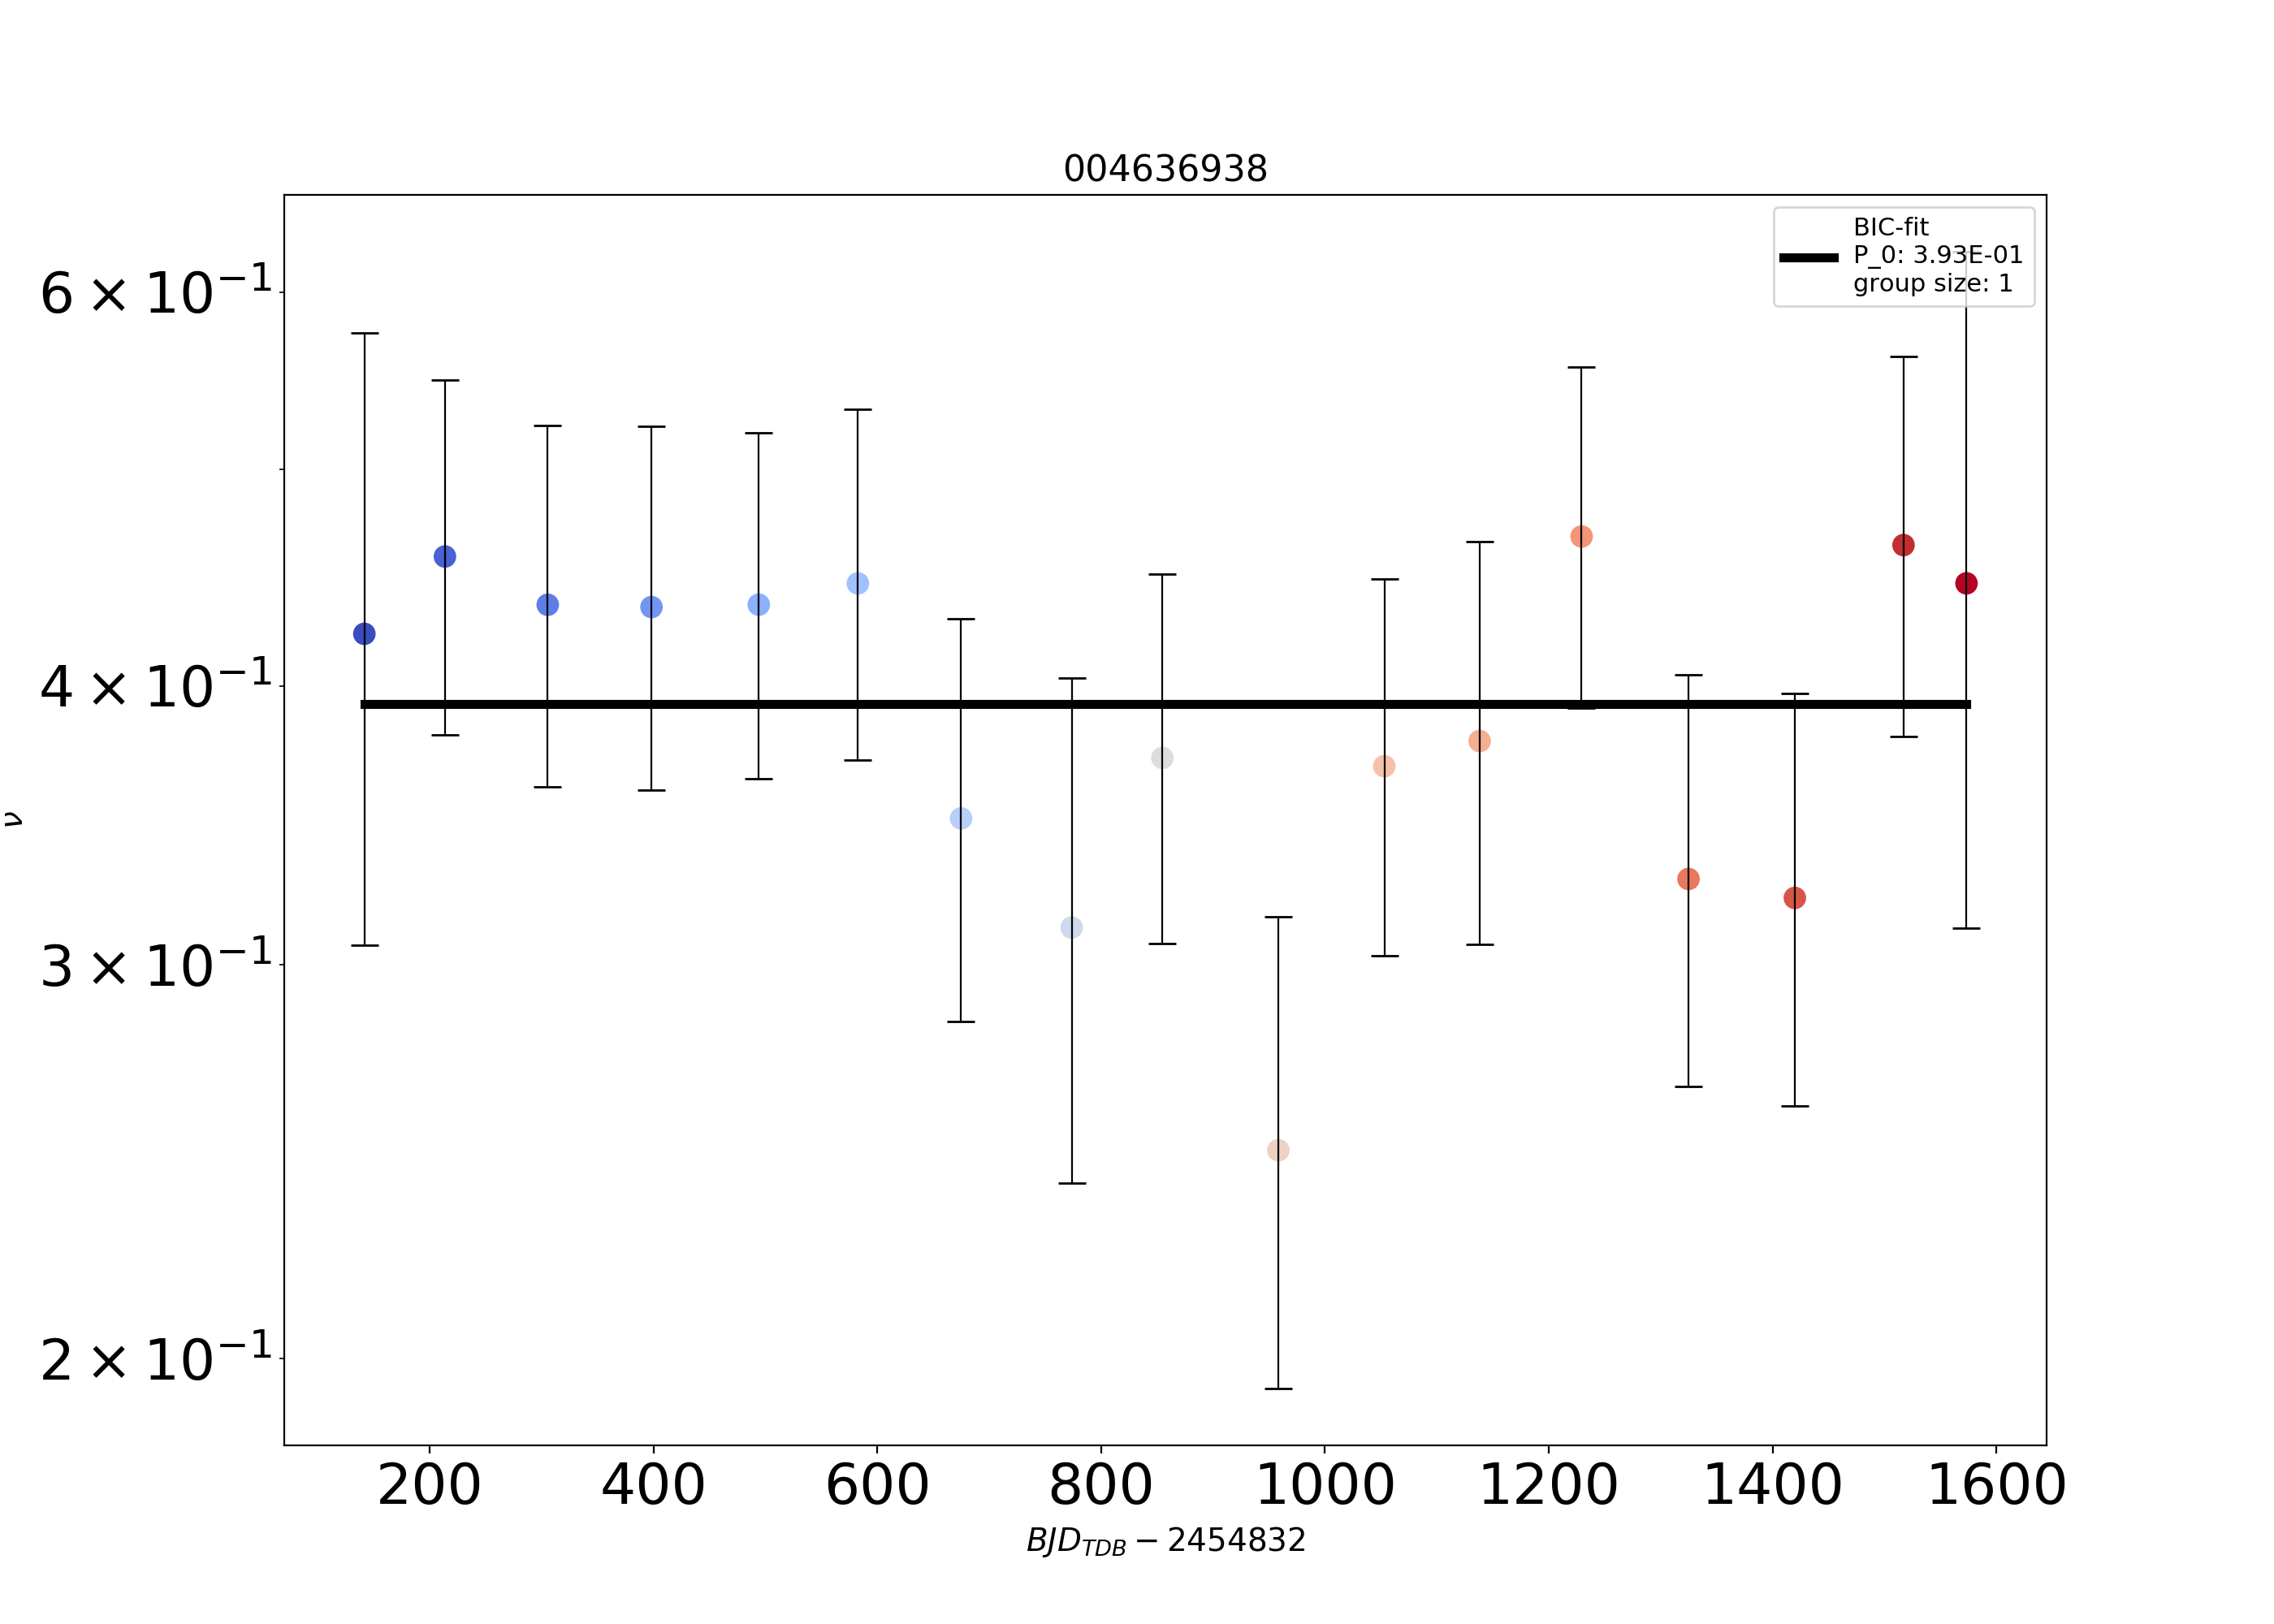 004636938
BIC-fit
P_0: 3.93E-01
group size: 1
6 × 10⁻¹
4 × 10⁻¹
3 × 10⁻¹
2 × 10⁻¹
ν
200 400 600 800 1000 1200 1400 1600
BJD_TDB − 2454832